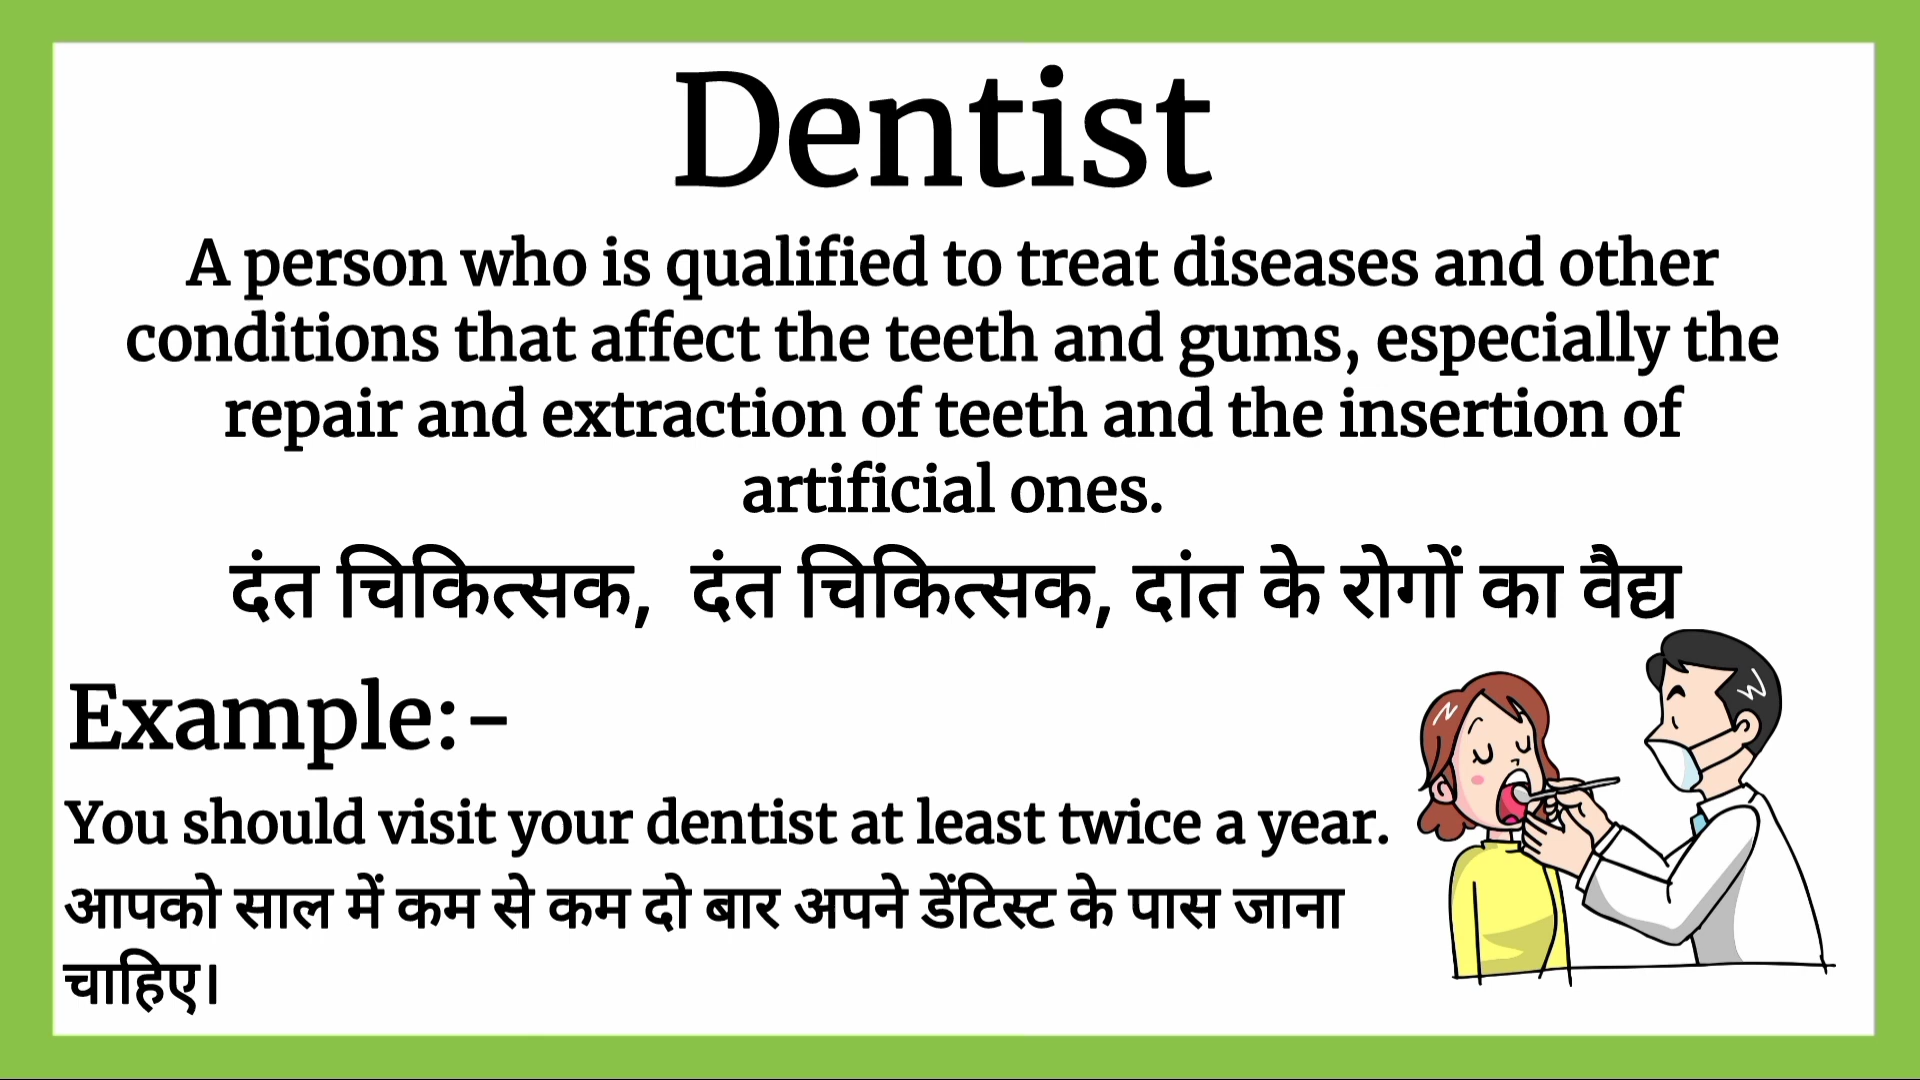 Dentist
A person who is qualified to treat diseases and other
conditions that affect the teeth and gums, especially the
repair and extraction of teeth and the insertion of
artificial ones.
दंत चिकित्सक,  दंत चिकित्सक, दांत के रोगों का वैद्य
Example:-
You should visit your dentist at least twice a year.
आपको साल में कम से कम दो बार अपने डेंटिस्ट के पास जाना
चाहिए।